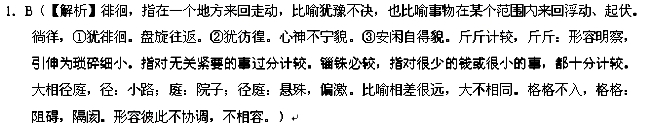 1. B（【解析】徘徊，指在一个地方来回走动，比喻犹豫不决，也比喻事物在某个范围内来回浮动、起伏。
徜徉，①犹徘徊。盘旋往返。②犹彷徨。心神不宁貌。③安闲自得貌。斤斤计较，斤斤：形容明察，
引伸为琐碎细小。指对无关紧要的事过分计较。锱铢必较，指对很少的钱或很小的事，都十分计较。
大相径庭，径：小路；庭：院子；径庭：悬殊，偏激。比喻相差很远，大不相同。格格不入，格格：
阻碍，隔阂。形容彼此不协调，不相容。）↵